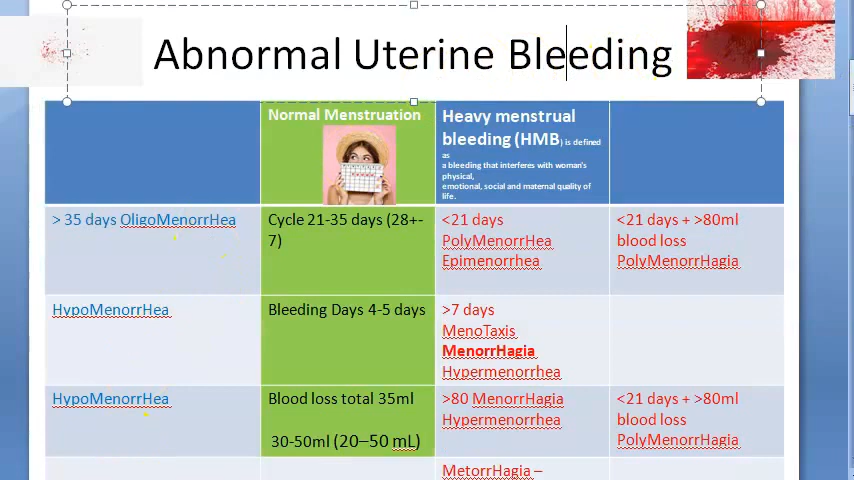 Abnormal Uterine Bleeding
Normal Menstruation
Heavy menstrual
bleeding (HMB) is defined
as
a bleeding that interferes with woman's
physical,
emotional, social and maternal quality of
life.
> 35 days OligoMenorrHea
Cycle 21-35 days (28+-
7)
<21 days
PolyMenorrHea
Epimenorrhea
<21 days + >80ml
blood loss
PolyMenorrHagia
HypoMenorrHea
Bleeding Days 4-5 days
>7 days
MenoTaxis
MenorrHagia
Hypermenorrhea
HypoMenorrHea
Blood loss total 35ml
30-50ml (20–50 mL)
>80 MenorrHagia
Hypermenorrhea
<21 days + >80ml
blood loss
PolyMenorrHagia
MetorrHagia –